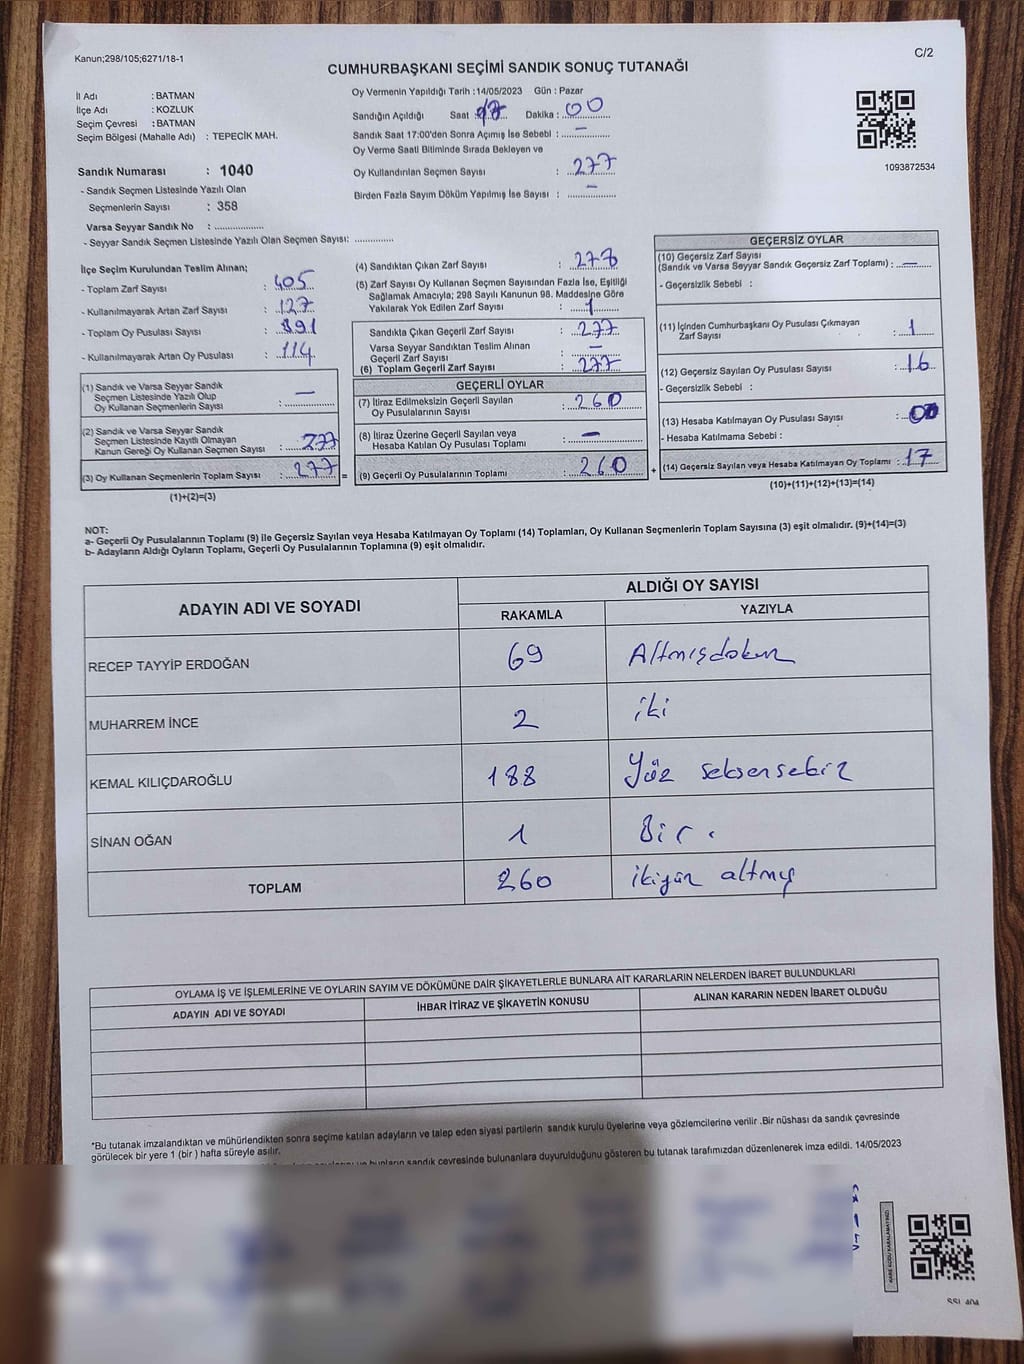 Kanun;298/105;6271/18-1
C/2
CUMHURBAŞKANI SEÇİMİ SANDIK SONUÇ TUTANAĞI
İl Adı : BATMAN
İlçe Adı : KOZLUK
Seçim Çevresi : BATMAN
Seçim Bölgesi (Mahalle Adı) : TEPECİK MAH.
Sandık Numarası : 1040
- Sandık Seçmen Listesinde Yazılı Olan
Seçmenlerin Sayısı : 358
Varsa Seyyar Sandık No : ..................
- Seyyar Sandık Seçmen Listesinde Yazılı Olan Seçmen Sayısı: ..............
Oy Vermenin Yapıldığı Tarih :14/05/2023 Gün : Pazar
Sandığın Açıldığı Saat Dakika : 00
Sandık Saat 17:00'den Sonra Açımış İse Sebebi : —
Oy Verme Saati Bitiminde Sırada Bekleyen ve
Oy Kullandırılan Seçmen Sayısı : 277
Birden Fazla Sayım Döküm Yapılmış İse Sayısı : —
1093872534
İlçe Seçim Kurulundan Teslim Alınan;
- Toplam Zarf Sayısı : 405
- Kullanılmayarak Artan Zarf Sayısı : 127
- Toplam Oy Pusulası Sayısı : 391
- Kullanılmayarak Artan Oy Pusulası : 114
(1) Sandık ve Varsa Seyyar Sandık
Seçmen Listesinde Yazılı Olup
Oy Kullanan Seçmenlerin Sayısı : —
(2) Sandık ve Varsa Seyyar Sandık
Seçmen Listesinde Kayıtlı Olmayan
Kanun Gereği Oy Kullanan Seçmen Sayısı : 277
(3) Oy Kullanan Seçmenlerin Toplam Sayısı : 277 =
(1)+(2)=(3)
(4) Sandıktan Çıkan Zarf Sayısı : 278
(5) Zarf Sayısı Oy Kullanan Seçmen Sayısından Fazla İse, Eşitliği
Sağlamak Amacıyla; 298 Sayılı Kanunun 98. Maddesine Göre
Yakılarak Yok Edilen Zarf Sayısı : 1
Sandıkta Çıkan Geçerli Zarf Sayısı : 277
Varsa Seyyar Sandıktan Teslim Alınan
Geçerli Zarf Sayısı : —
(6) Toplam Geçerli Zarf Sayısı : 277
GEÇERLİ OYLAR
(7) İtiraz Edilmeksizin Geçerli Sayılan
Oy Pusulalarının Sayısı : 260
(8) İtiraz Üzerine Geçerli Sayılan veya
Hesaba Katılan Oy Pusulası Toplamı : —
(9) Geçerli Oy Pusulalarının Toplamı : 260 +
GEÇERSİZ OYLAR
(10) Geçersiz Zarf Sayısı
(Sandık ve Varsa Seyyar Sandık Geçersiz Zarf Toplamı) : —
- Geçersizlik Sebebi :
(11) İçinden Cumhurbaşkanı Oy Pusulası Çıkmayan
Zarf Sayısı : 1
(12) Geçersiz Sayılan Oy Pusulası Sayısı : 16
- Geçersizlik Sebebi :
(13) Hesaba Katılmayan Oy Pusulası Sayısı :
- Hesaba Katılmama Sebebi :
(14) Geçersiz Sayılan veya Hesaba Katılmayan Oy Toplamı : 17
(10)+(11)+(12)+(13)=(14)
NOT:
a- Geçerli Oy Pusulalarının Toplamı (9) ile Geçersiz Sayılan veya Hesaba Katılmayan Oy Toplamı (14) Toplamları, Oy Kullanan Seçmenlerin Toplam Sayısına (3) eşit olmalıdır. (9)+(14)=(3)
b- Adayların Aldığı Oyların Toplamı, Geçerli Oy Pusulalarının Toplamına (9) eşit olmalıdır.
ADAYIN ADI VE SOYADI ALDIĞI OY SAYISI
RAKAMLA YAZIYLA
RECEP TAYYİP ERDOĞAN 69 Altmışdokuz
MUHARREM İNCE 2 iki
KEMAL KILIÇDAROĞLU 188 Yüz seksensekiz
SİNAN OĞAN 1 Bir .
TOPLAM 260 ikiyüz altmış
OYLAMA İŞ VE İŞLEMLERİNE VE OYLARIN SAYIM VE DÖKÜMÜNE DAİR ŞİKAYETLERLE BUNLARA AİT KARARLARIN NELERDEN İBARET BULUNDUKLARI
ADAYIN ADI VE SOYADI İHBAR İTİRAZ VE ŞİKAYETİN KONUSU ALINAN KARARIN NEDEN İBARET OLDUĞU
*Bu tutanak imzalandıktan ve mühürlendikten sonra seçime katılan adayların ve talep eden siyasi partilerin sandık kurulu üyelerine veya gözlemcilerine verilir .Bir nüshası da sandık çevresinde
görülecek bir yere 1 (bir ) hafta süreyle asılır.
bunların sandık çevresinde bulunanlara duyurulduğunu gösteren bu tutanak tarafımızdan düzenlenerek imza edildi. 14/05/2023
KARE KODU KARALAMAYINIZ!